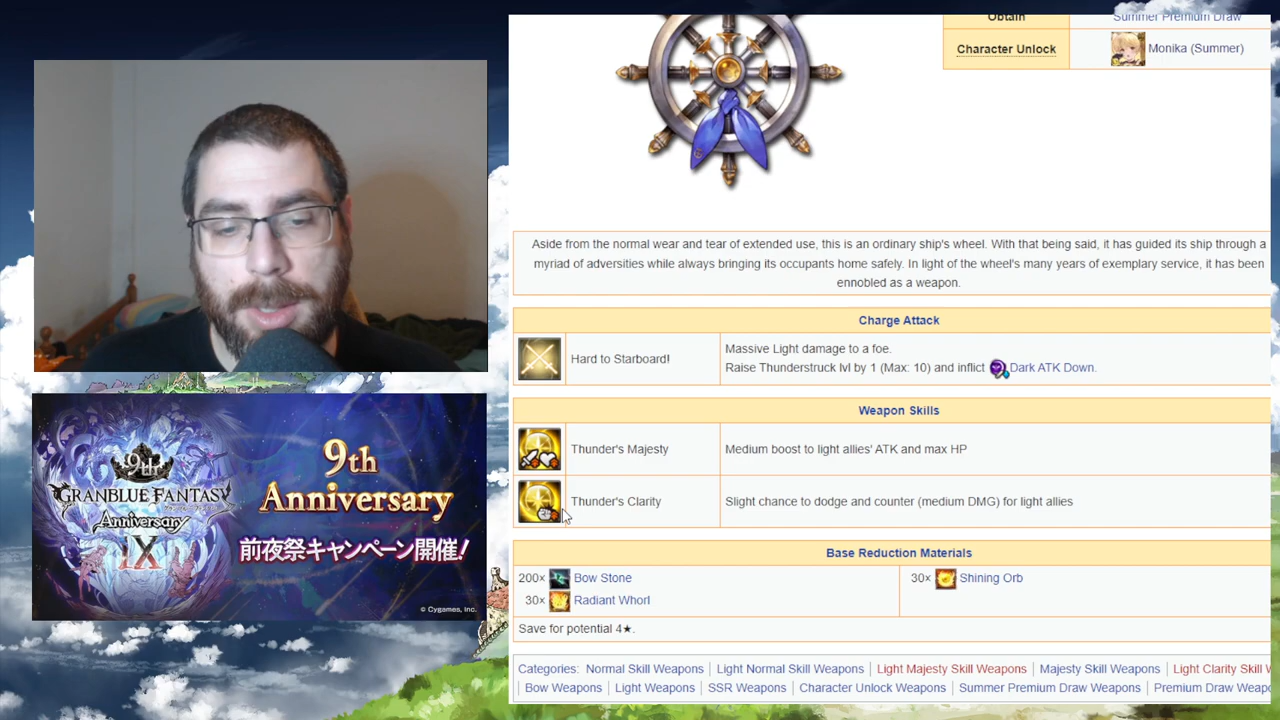 Obtain
Summer Premium Draw
Character Unlock
Monika (Summer)
Aside from the normal wear and tear of extended use, this is an ordinary ship's wheel. With that being said, it has guided its ship through a
myriad of adversities while always bringing its occupants home safely. In light of the wheel's many years of exemplary service, it has been
ennobled as a weapon.
Charge Attack
Hard to Starboard!
Massive Light damage to a foe.
Raise Thunderstruck lvl by 1 (Max: 10) and inflict Dark ATK Down.
Weapon Skills
Thunder's Majesty
Medium boost to light allies' ATK and max HP
Thunder's Clarity
Slight chance to dodge and counter (medium DMG) for light allies
Base Reduction Materials
200× Bow Stone
30× Shining Orb
30× Radiant Whorl
Save for potential 4★.
Categories: Normal Skill Weapons | Light Normal Skill Weapons | Light Majesty Skill Weapons | Majesty Skill Weapons | Light Clarity Skill W
| Bow Weapons | Light Weapons | SSR Weapons | Character Unlock Weapons | Summer Premium Draw Weapons | Premium Draw Weapo
9th
GRANBLUE FANTASY
Anniversary
IX
9th
Anniversary
前夜祭キャンペーン開催!
© Cygames, Inc.